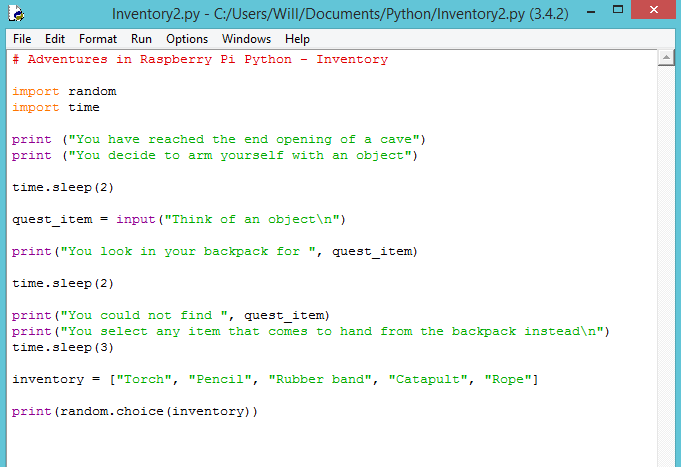 Inventory2.py - C:/Users/Will/Documents/Python/Inventory2.py (3.4.2)
File Edit Format Run Options Windows Help
# Adventures in Raspberry Pi Python - Inventory
import random
import time
print ("You have reached the end opening of a cave")
print ("You decide to arm yourself with an object")
time.sleep(2)
quest_item = input("Think of an object\n")
print("You look in your backpack for ", quest_item)
time.sleep(2)
print("You could not find ", quest_item)
print("You select any item that comes to hand from the backpack instead\n")
time.sleep(3)
inventory = ["Torch", "Pencil", "Rubber band", "Catapult", "Rope"]
print(random.choice(inventory))